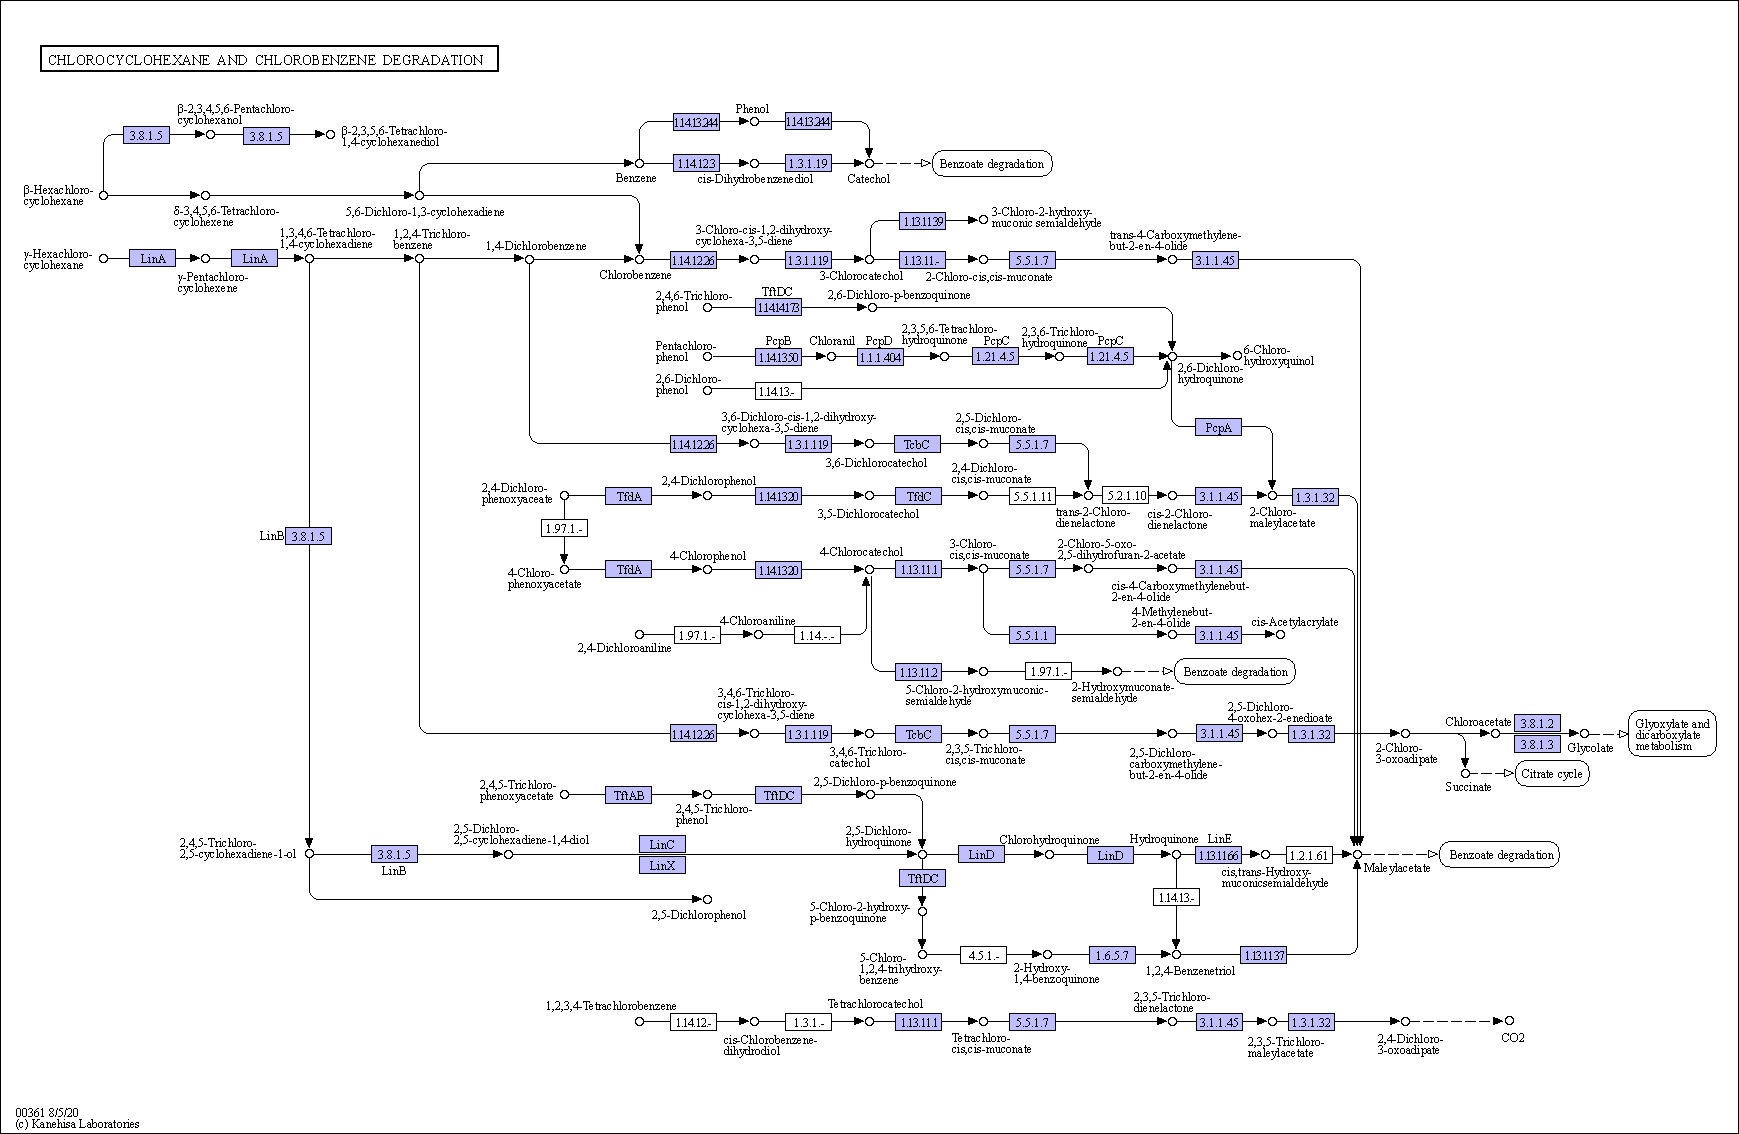 CHLOROCYCLOHEXANE AND CHLOROBENZENE DEGRADATION
β-2,3,4,5,6-Pentachloro-
cyclohexanol
3.8.1.5
3.8.1.5
β-2,3,5,6-Tetrachloro-
1,4-cyclohexanediol
Phenol
1.14.13.244
1.14.13.244
Benzene
1.14.12.3
cis-Dihydrobenzenediol
1.3.1.19
Catechol
Benzoate degradation
β-Hexachloro-
cyclohexane
δ-3,4,5,6-Tetrachloro-
cyclohexene
5,6-Dichloro-1,3-cyclohexadiene
γ-Hexachloro-
cyclohexane
LinA
γ-Pentachloro-
cyclohexene
LinA
1,3,4,6-Tetrachloro-
1,4-cyclohexadiene
1,2,4-Trichloro-
benzene
1,4-Dichlorobenzene
Chlorobenzene
1.14.12.26
3-Chloro-cis-1,2-dihydroxy-
cyclohexa-3,5-diene
1.3.1.119
3-Chlorocatechol
1.13.11.39
3-Chloro-2-hydroxy-
muconic semialdehyde
1.13.11.-
2-Chloro-cis,cis-muconate
5.5.1.7
trans-4-Carboxymethylene-
but-2-en-4-olide
3.1.1.45
2,4,6-Trichloro-
phenol
TftDC
1.14.14.173
2,6-Dichloro-p-benzoquinone
Pentachloro-
phenol
PcpB
1.14.13.50
Chloranil
PcpD
1.1.1.404
2,3,5,6-Tetrachloro-
hydroquinone
PcpC
1.21.4.5
2,3,6-Trichloro-
hydroquinone
PcpC
1.21.4.5
2,6-Dichloro-
hydroquinone
6-Chloro-
hydroxyquinol
2,6-Dichloro-
phenol
1.14.13.-
PcpA
1.14.12.26
3,6-Dichloro-cis-1,2-dihydroxy-
cyclohexa-3,5-diene
1.3.1.119
3,6-Dichlorocatechol
TcbC
2,5-Dichloro-
cis,cis-muconate
5.5.1.7
2,4-Dichloro-
phenoxyaceate
TfdA
2,4-Dichlorophenol
1.14.13.20
3,5-Dichlorocatechol
TfdC
2,4-Dichloro-
cis,cis-muconate
5.5.1.11
trans-2-Chloro-
dienelactone
5.2.1.10
cis-2-Chloro-
dienelactone
3.1.1.45
2-Chloro-
maleylacetate
1.3.1.32
1.97.1.-
LinB
3.8.1.5
4-Chloro-
phenoxyacetate
TfdA
4-Chlorophenol
1.14.13.20
4-Chlorocatechol
1.13.11.1
3-Chloro-
cis,cis-muconate
5.5.1.7
2-Chloro-5-oxo-
2,5-dihydrofuran-2-acetate
cis-4-Carboxymethylenebut-
2-en-4-olide
3.1.1.45
2,4-Dichloroaniline
1.97.1.-
4-Chloroaniline
1.14.-.-
5.5.1.1
4-Methylenebut-
2-en-4-olide
3.1.1.45
cis-Acetylacrylate
1.13.11.2
5-Chloro-2-hydroxymuconic-
semialdehyde
1.97.1.-
2-Hydroxymuconate-
semialdehyde
Benzoate degradation
1.14.12.26
3,4,6-Trichloro-
cis-1,2-dihydroxy-
cyclohexa-3,5-diene
1.3.1.119
3,4,6-Trichloro-
catechol
TcbC
2,3,5-Trichloro-
cis,cis-muconate
5.5.1.7
2,5-Dichloro-
carboxymethylene-
but-2-en-4-olide
3.1.1.45
2,5-Dichloro-
4-oxohex-2-enedioate
1.3.1.32
2-Chloro-
3-oxoadipate
Chloroacetate
3.8.1.2
3.8.1.3
Glycolate
Glyoxylate and
dicarboxylate
metabolism
Succinate
Citrate cycle
2,4,5-Trichloro-
phenoxyacetate
TftAB
2,4,5-Trichloro-
phenol
TftDC
2,5-Dichloro-p-benzoquinone
2,4,5-Trichloro-
2,5-cyclohexadiene-1-ol
3.8.1.5
LinB
2,5-Dichloro-
2,5-cyclohexadiene-1,4-diol
LinC
LinX
2,5-Dichloro-
hydroquinone
LinD
Chlorohydroquinone
LinD
Hydroquinone
LinE
1.13.11.66
cis,trans-Hydroxy-
muconicsemialdehyde
1.2.1.61
Maleylacetate
Benzoate degradation
2,5-Dichlorophenol
TftDC
5-Chloro-2-hydroxy-
p-benzoquinone
1.14.13.-
5-Chloro-
1,2,4-trihydroxy-
benzene
4.5.1.-
2-Hydroxy-
1,4-benzoquinone
1.6.5.7
1,2,4-Benzenetriol
1.13.11.37
1,2,3,4-Tetrachlorobenzene
1.14.12.-
cis-Chlorobenzene-
dihydrodiol
1.3.1.-
Tetrachlorocatechol
1.13.11.1
Tetrachloro-
cis,cis-muconate
5.5.1.7
2,3,5-Trichloro-
dienelactone
3.1.1.45
2,3,5-Trichloro-
maleylacetate
1.3.1.32
2,4-Dichloro-
3-oxoadipate
CO2
00361 8/5/20
(c) Kanehisa Laboratories